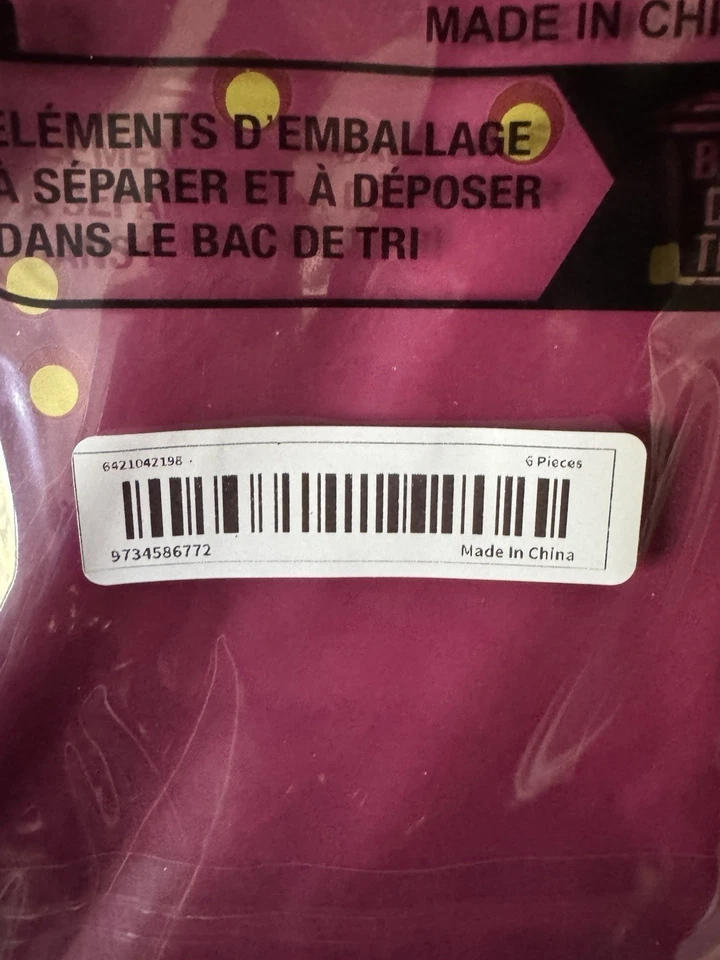 MADE IN CHI
ÉLÉMENTS D'EMBALLAGE
À SÉPARER ET À DÉPOSER
DANS LE BAC DE TRI
6421042198
6 Pieces
9734586772
Made In China